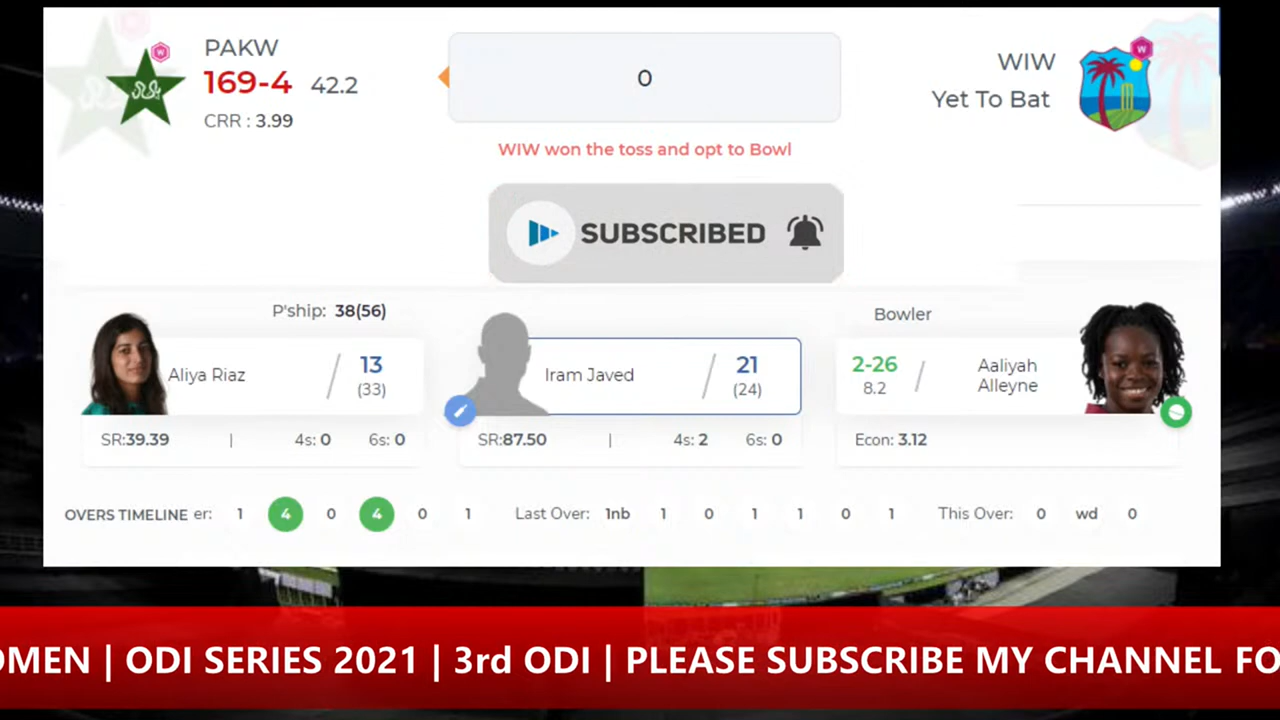 PAKW
169-4 42.2
CRR : 3.99
0
WIW won the toss and opt to Bowl
WIW
Yet To Bat
W
W
SUBSCRIBED
P'ship: 38(56)
Aliya Riaz / 13 (33)
SR:39.39 | 4s: 0 6s: 0
Iram Javed / 21 (24)
SR:87.50 | 4s: 2 6s: 0
Bowler
2-26 8.2 / Aaliyah Alleyne
Econ: 3.12
OVERS TIMELINE er: 1 4 0 4 0 1 Last Over: 1nb 1 0 1 1 0 1 This Over: 0 wd 0
OMEN | ODI SERIES 2021 | 3rd ODI | PLEASE SUBSCRIBE MY CHANNEL FO